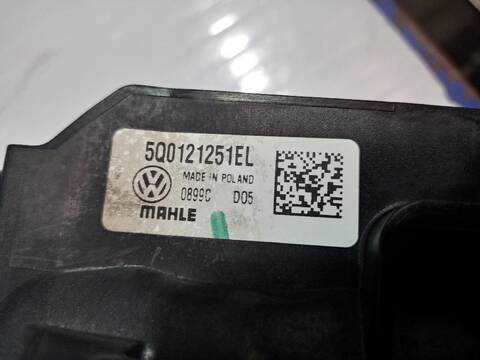 5Q0121251EL
MADE IN POLAND
0899C D05
MAHLE